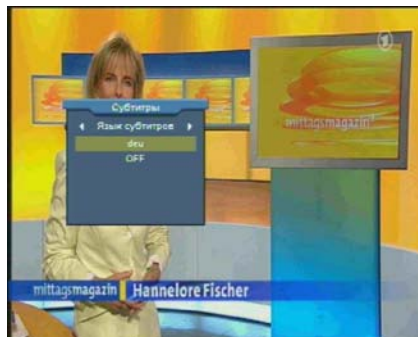 Субтитры
Язык субтитров
deu
OFF
mittagsmagazin
mittagsmagazin Hannelore Fischer